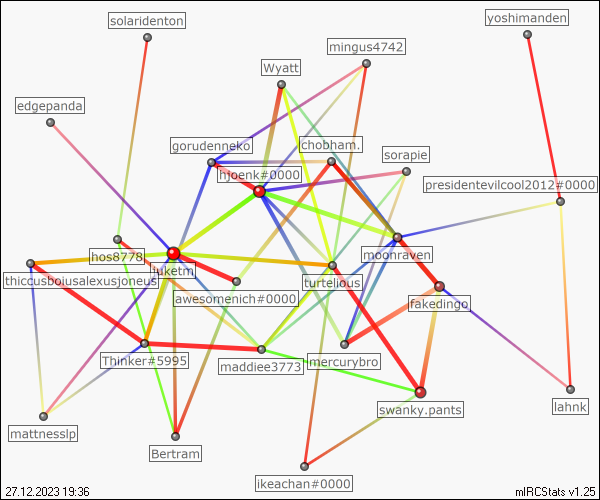 solaridenton
yoshimanden
mingus4742
Wyatt
edgepanda
gorudenneko
chobham.
sorapie
hjoenk#0000
presidentevilcool2012#0000
hos8778
moonraven
luketm
thiccusbousalexusjoneus
turtelious
awesomenich#0000
fakedingo
Thinker#5995
maddiee3773
mercurybro
swanky.pants
lahnk
mattnesslp
Bertram
ikeachan#0000
27.12.2023 19:36
mIRCStats v1.25